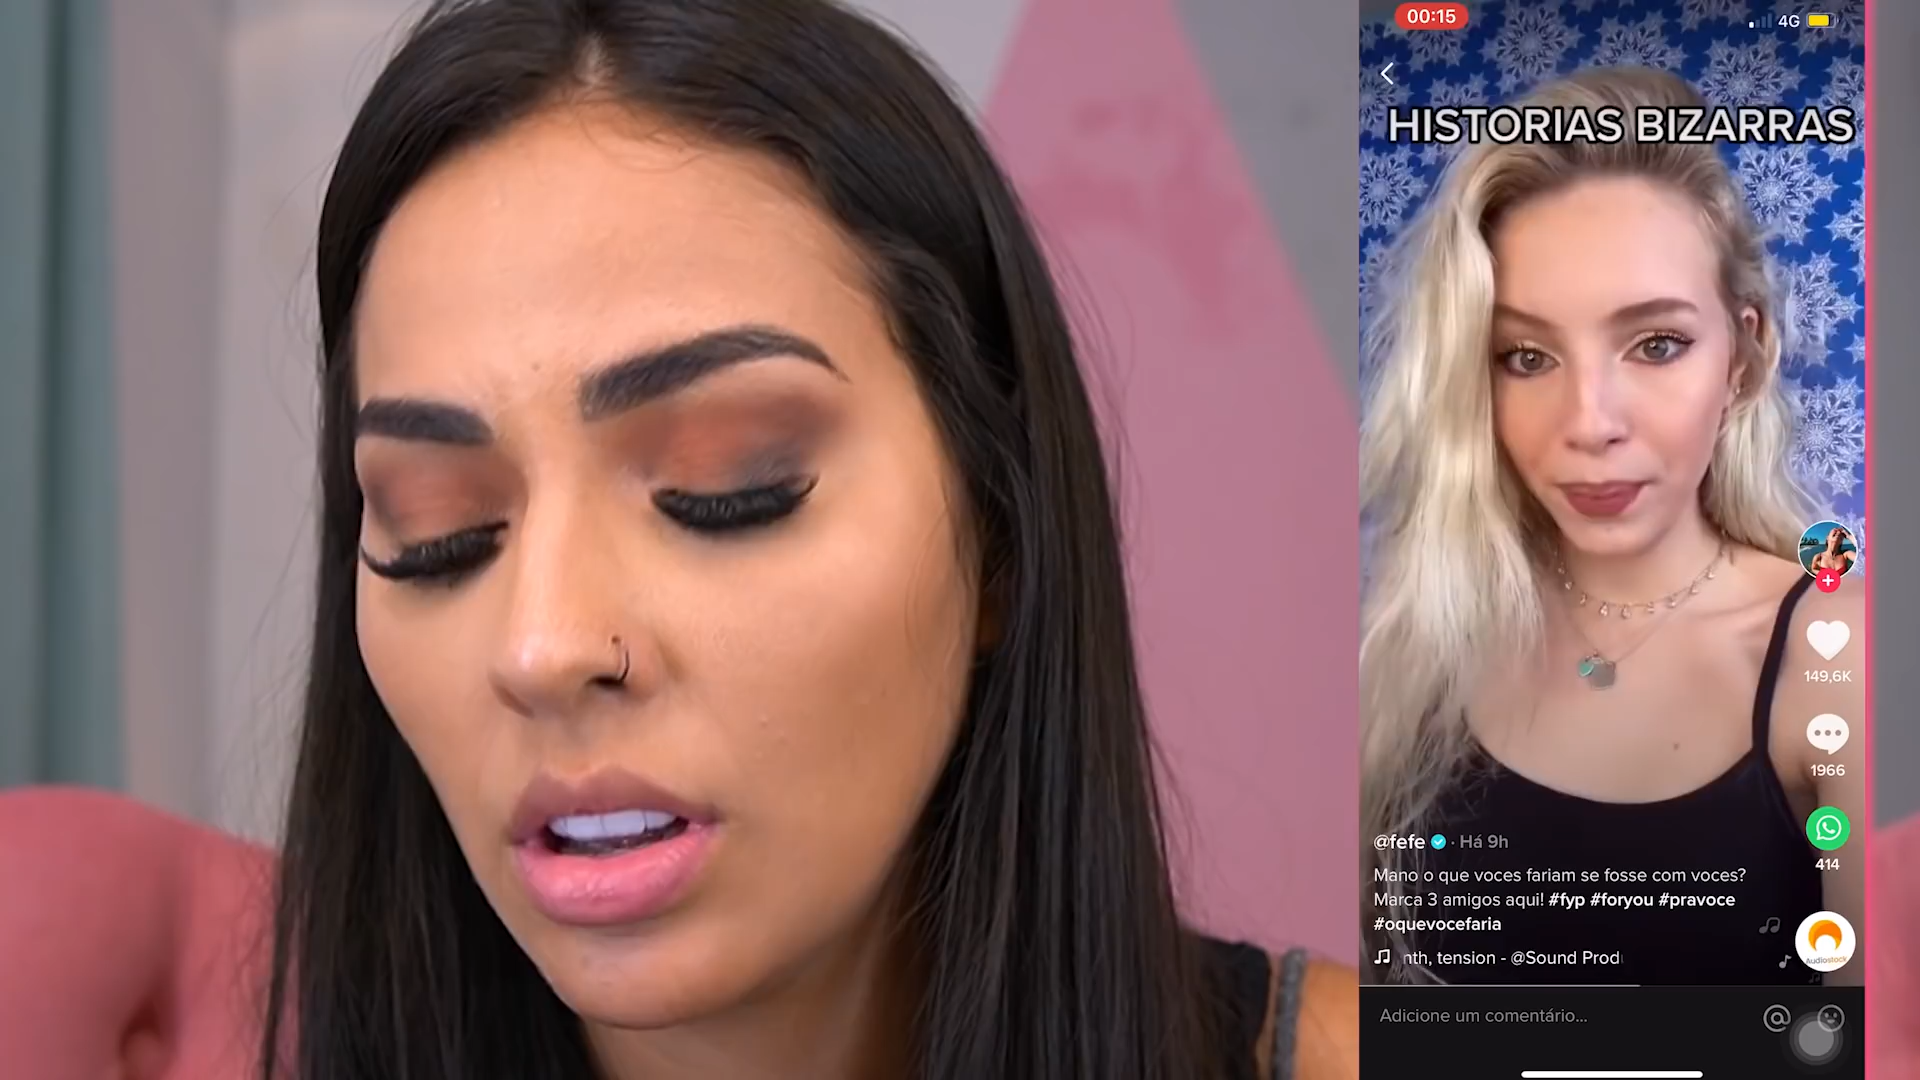 00:15
4G
HISTORIAS BIZARRAS
149,6K
1966
414
@fefe · Há 9h
Mano o que voces fariam se fosse com voces?
Marca 3 amigos aqui! #fyp #foryou #pravoce
#oquevocefaria
nth, tension - @Sound Prod
Audiostock
Adicione um comentário...